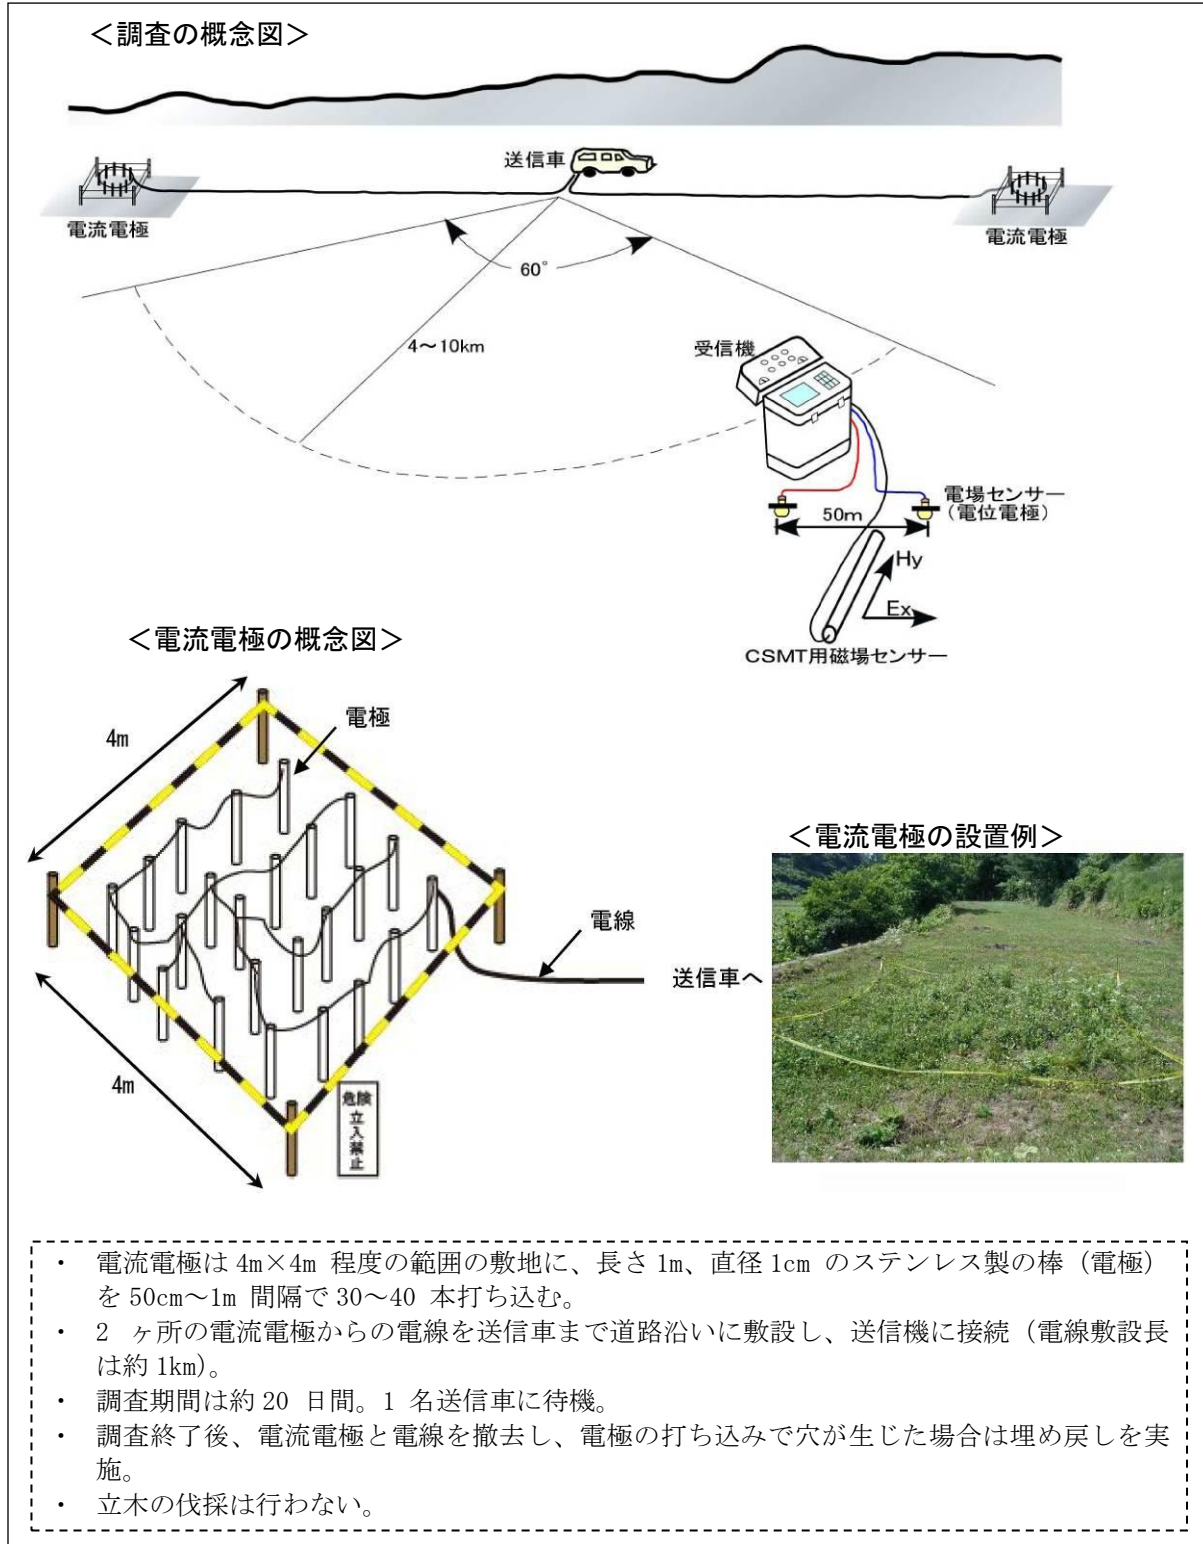 ＜調査の概念図＞
送信車
電流電極
電流電極
60°
4～10km
受信機
電場センサー
（電位電極）
50m
Hy
Ex
CSMT用磁場センサー
＜電流電極の概念図＞
電極
4m
＜電流電極の設置例＞
電線
送信車へ
4m
危険
立入禁止
・ 電流電極は 4m×4m 程度の範囲の敷地に、長さ 1m、直径 1cm のステンレス製の棒（電極）
を 50cm～1m 間隔で 30～40 本打ち込む。
・ 2 ヶ所の電流電極からの電線を送信車まで道路沿いに敷設し、送信機に接続（電線敷設長
は約 1km)。
・ 調査期間は約 20 日間。1 名送信車に待機。
・ 調査終了後、電流電極と電線を撤去し、電極の打ち込みで穴が生じた場合は埋め戻しを実
施。
・ 立木の伐採は行わない。